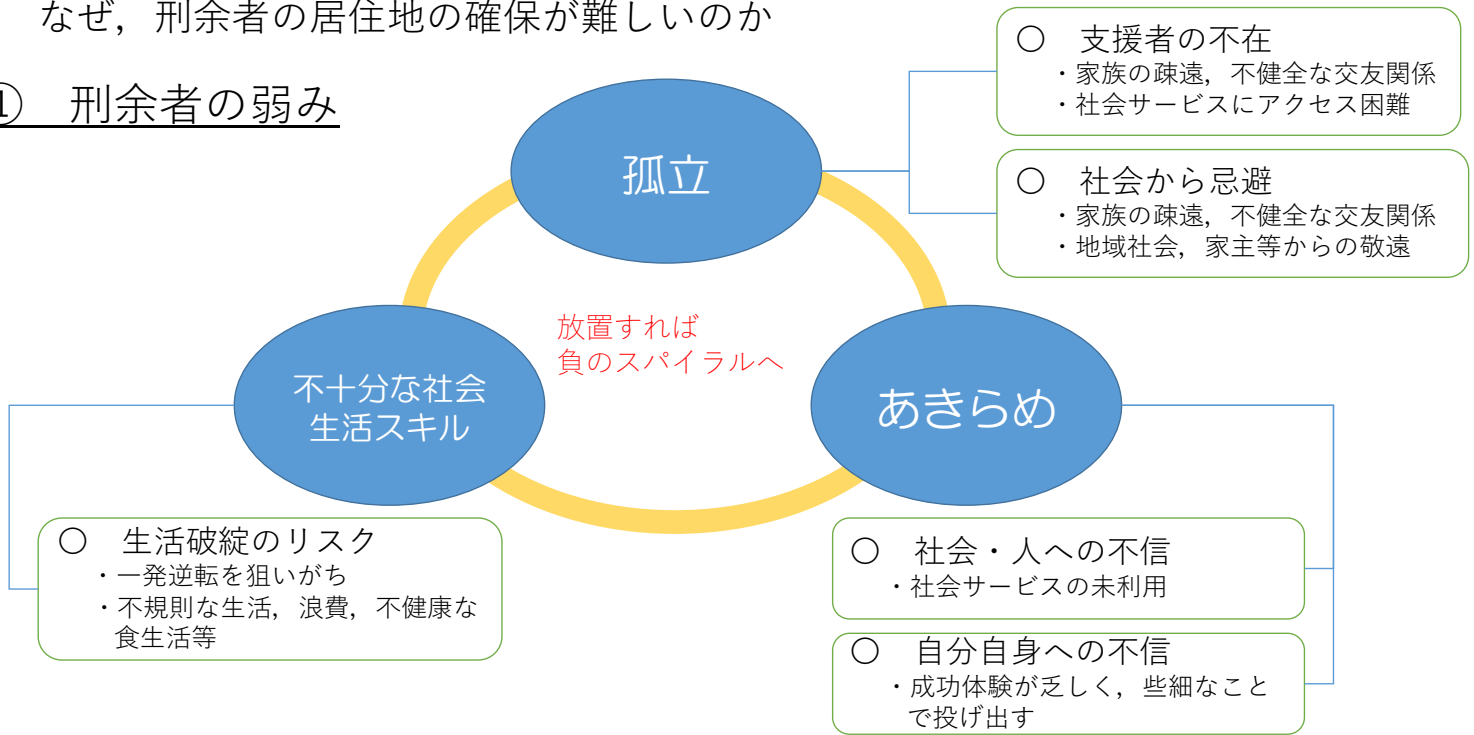 なぜ，刑余者の居住地の確保が難しいのか
① 刑余者の弱み
孤立
〇 支援者の不在
・家族の疎遠，不健全な交友関係
・社会サービスにアクセス困難
〇 社会から忌避
・家族の疎遠，不健全な交友関係
・地域社会，家主等からの敬遠
放置すれば
負のスパイラルへ
不十分な社会
生活スキル
あきらめ
〇 生活破綻のリスク
・一発逆転を狙いがち
・不規則な生活，浪費，不健康な
食生活等
〇 社会・人への不信
・社会サービスの未利用
〇 自分自身への不信
・成功体験が乏しく，些細なこと
で投げ出す